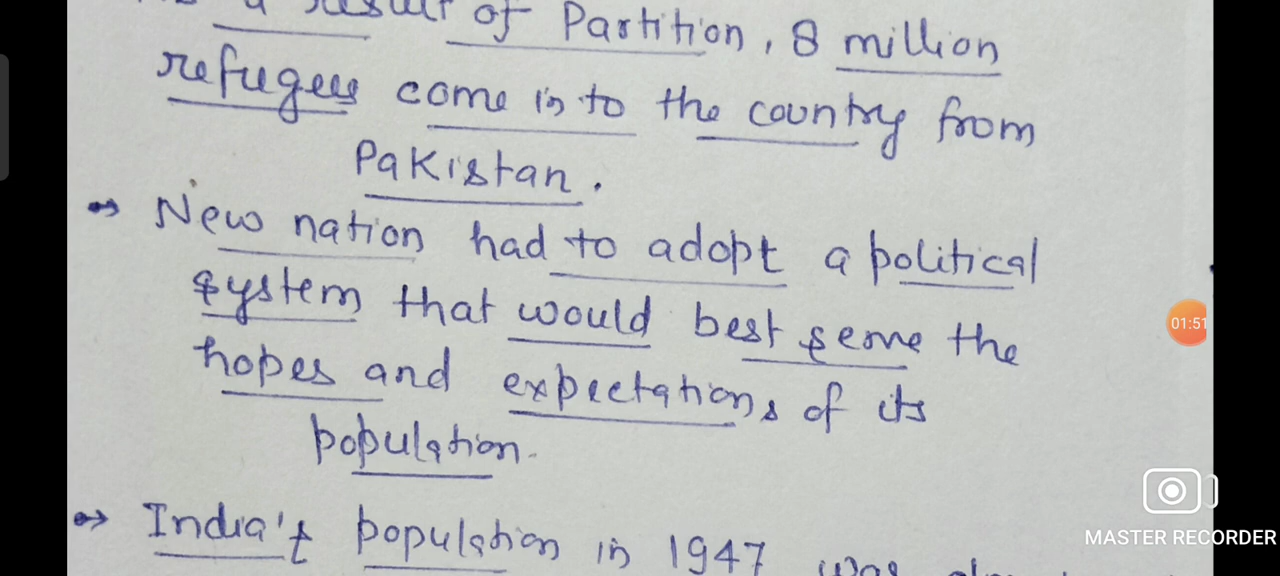 a result of Partition, 8 million
refugees come in to the country from
Pakistan.
→ New nation had to adopt a political
system that would best serve the
hopes and expectations of its
population.
→ India's population in 1947 was
01:51
MASTER RECORDER